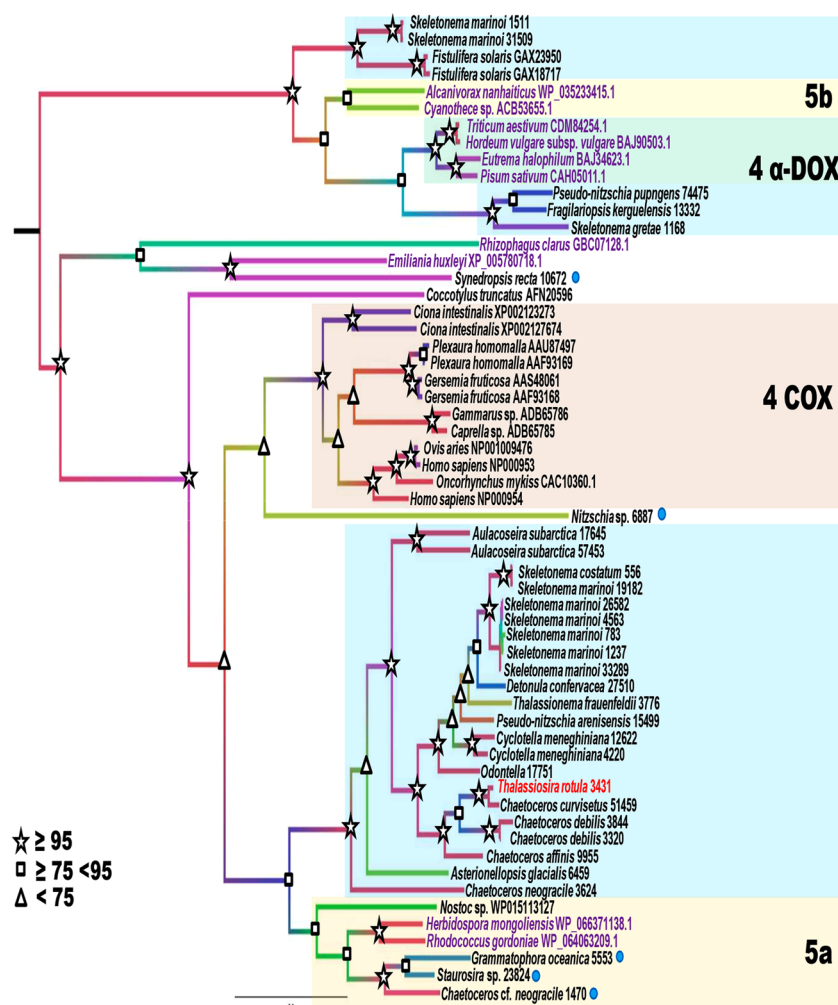 Skeletonema marinoi 1511
Skeletonema marinoi 31509
Fistulifera solaris GAX23950
Fistulifera solaris GAX18717
Alcanivorax nanhaiticus WP_035233415.1
5b
Cyanothece sp. ACB53655.1
Triticum aestivum CDM84254.1
Hordeum vulgare subsp. vulgare BAJ90503.1
Eutrema halophilum BAJ34623.1
4 α-DOX
Pisum sativum CAH05011.1
Pseudo-nitzschia pupngens 74475
Fragilariopsis kerguelensis 13332
Skeletonema gretae 1168
Rhizophagus clarus GBC07128.1
Emiliania huxleyi XP_005780718.1
Synedropsis recta 10672
Coccotylus truncatus AFN20596
Ciona intestinalis XP002123273
Ciona intestinalis XP002127674
Plexaura homomalla AAU87497
Plexaura homomalla AAF93169
Gersemia fruticosa AAS48061
Gersemia fruticosa AAF93168
4 COX
Gammarus sp. ADB65786
Caprella sp. ADB65785
Ovis aries NP001009476
Homo sapiens NP000953
Oncorhynchus mykiss CAC10360.1
Homo sapiens NP000954
Nitzschia sp. 6887
Aulacoseira subarctica 17645
Aulacoseira subarctica 57453
Skeletonema costatum 556
Skeletonema marinoi 19182
Skeletonema marinoi 26582
Skeletonema marinoi 4563
Skeletonema marinoi 783
Skeletonema marinoi 1237
Skeletonema marinoi 33289
Detonula confervacea 27510
Thalassionema frauenfeldii 3776
Pseudo-nitzschia arenisensis 15499
Cyclotella meneghiniana 12622
Cyclotella meneghiniana 4220
Odontella 17751
Thalassiosira rotula 3431
Chaetoceros curvisetus 51459
Chaetoceros debilis 3844
Chaetoceros debilis 3320
Chaetoceros affinis 9955
Asterionellopsis glacialis 6459
Chaetoceros neogracile 3624
≥ 95
≥ 75 <95
< 75
Nostoc sp. WP015113127
Herbidospora mongoliensis WP_066371138.1
Rhodococcus gordoniae WP_064063209.1
5a
Grammatophora oceanica 5553
Staurosira sp. 23824
Chaetoceros cf. neogracile 1470